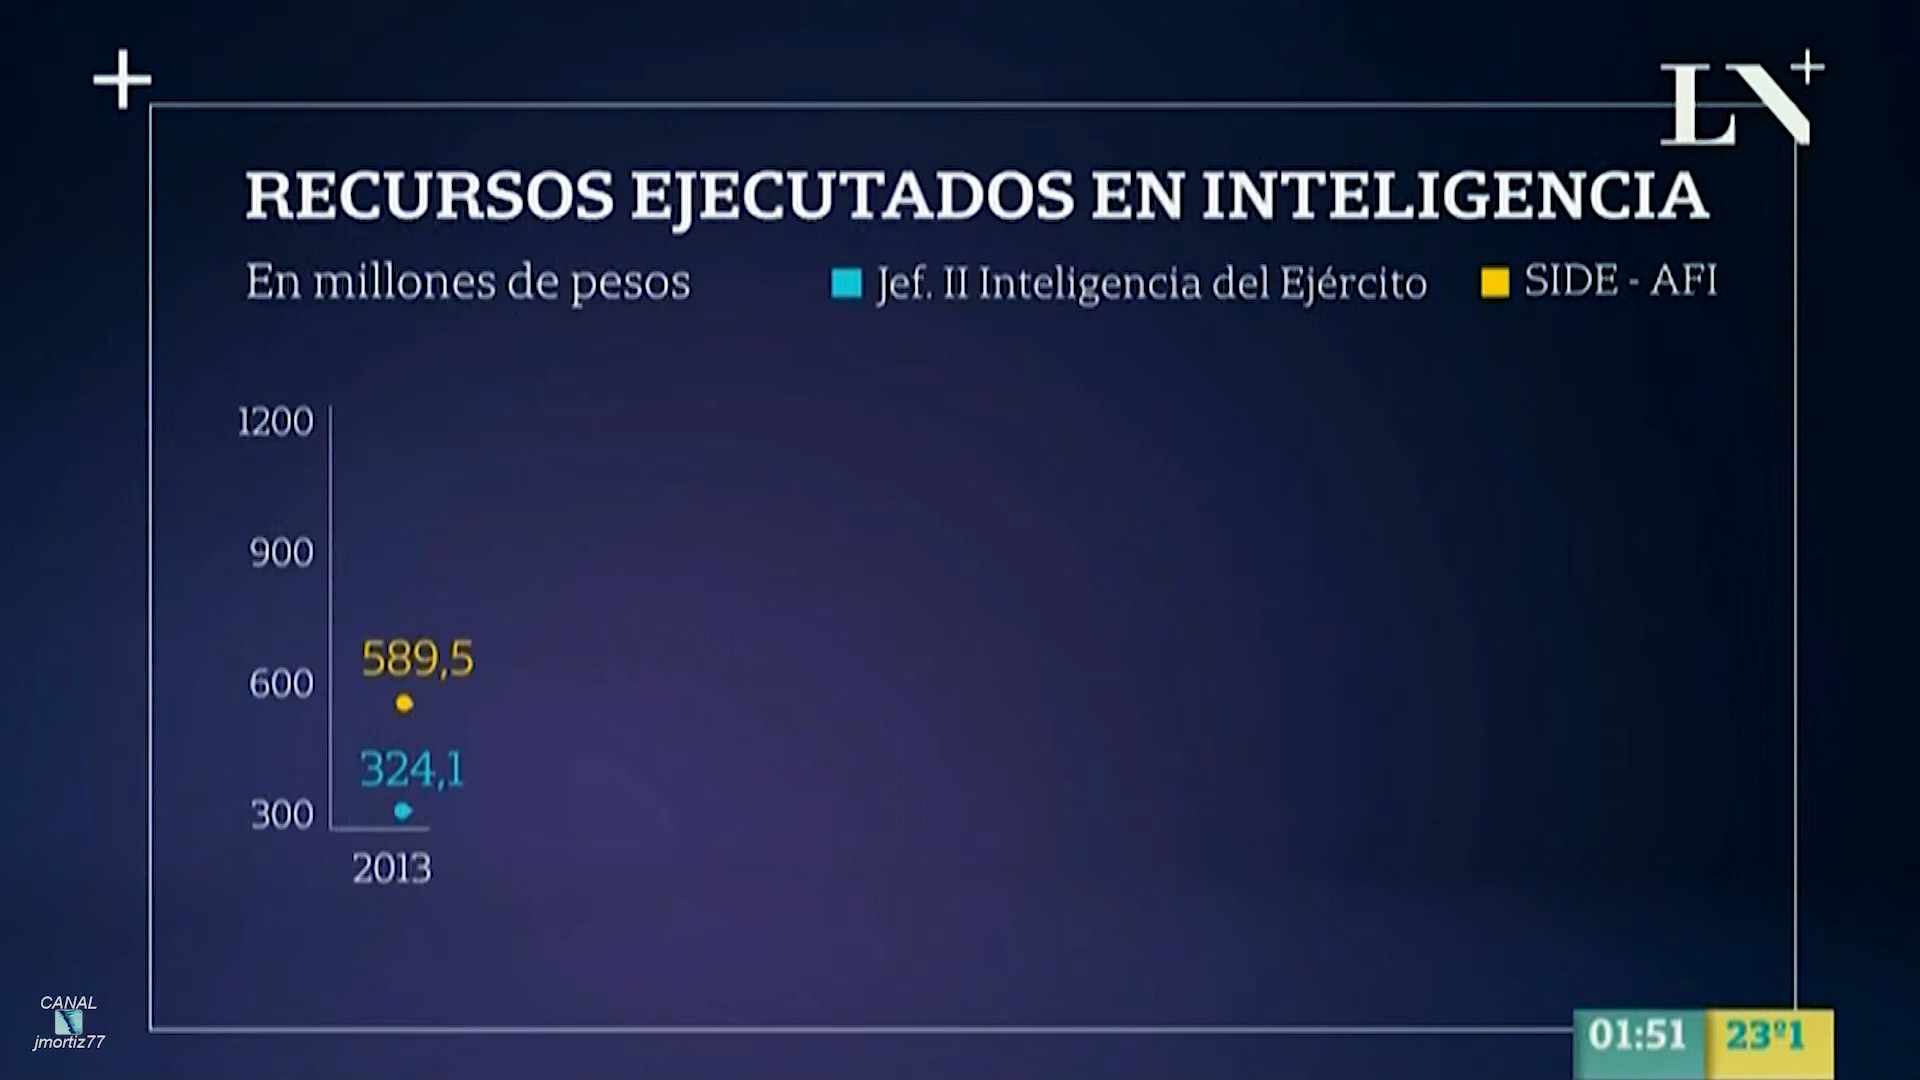 LN+
RECURSOS EJECUTADOS EN INTELIGENCIA
En millones de pesos
Jef. II Inteligencia del Ejército
SIDE - AFI
1200
900
600
300
589,5
324,1
2013
CANAL
jmortiz77
01:51
23º1